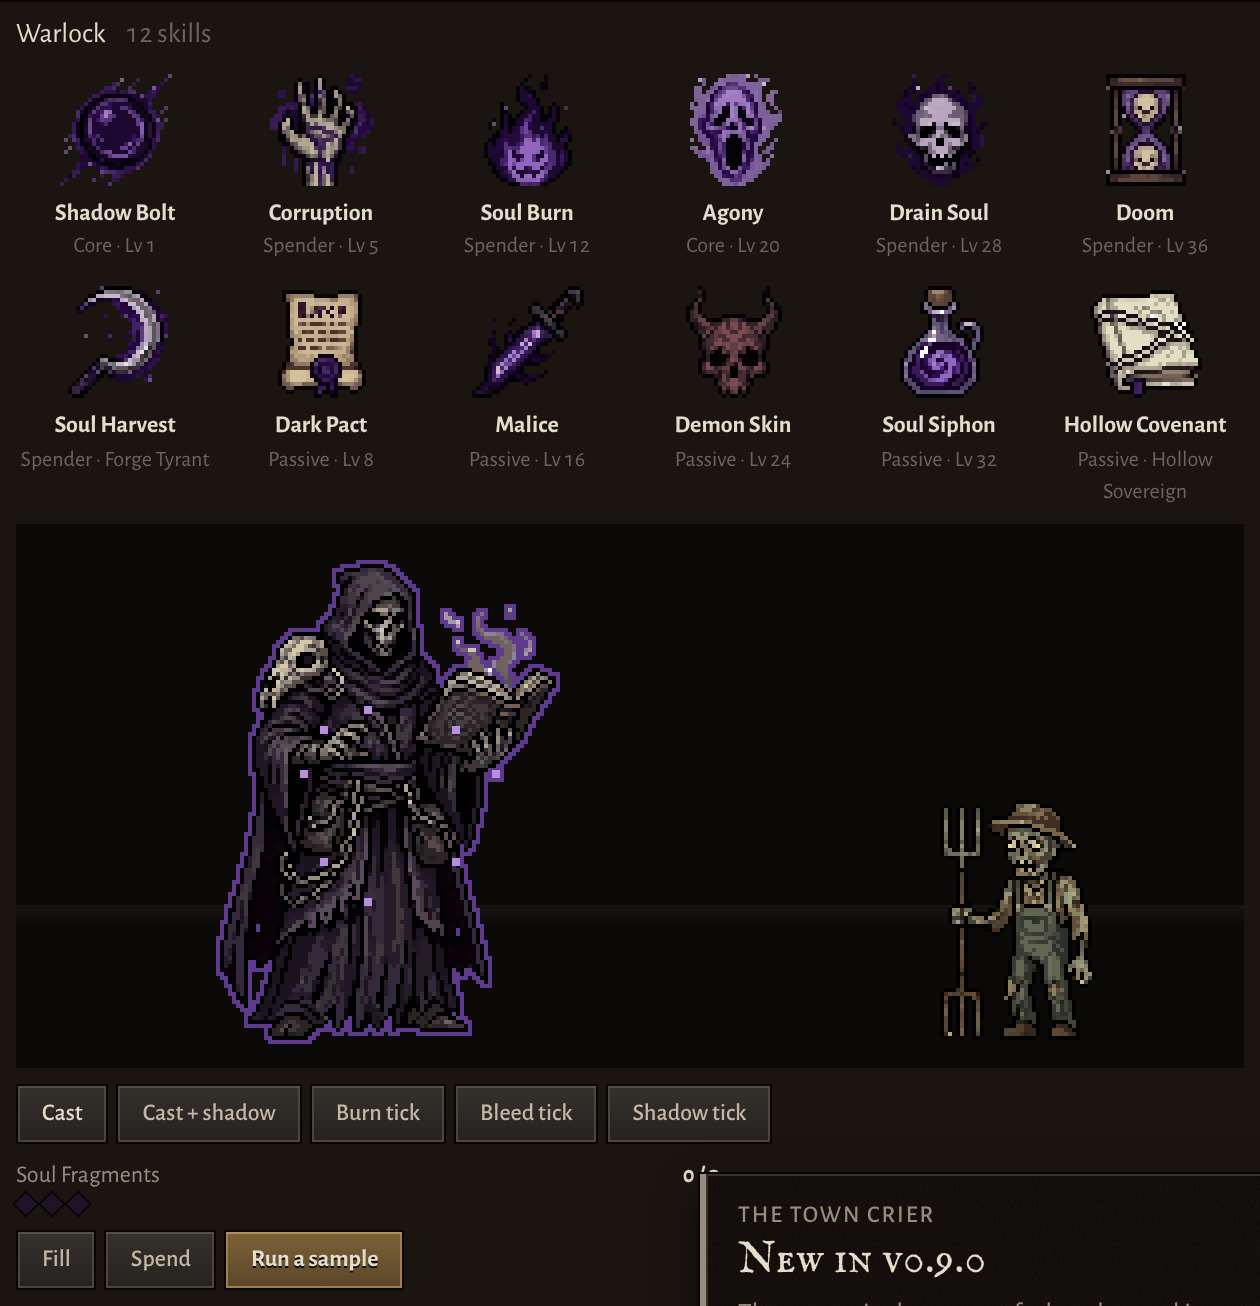 Warlock 12 skills
Shadow Bolt Corruption Soul Burn Agony Drain Soul Doom
Core · Lv 1 Spender · Lv 5 Spender · Lv 12 Core · Lv 20 Spender · Lv 28 Spender · Lv 36
Soul Harvest Dark Pact Malice Demon Skin Soul Siphon Hollow Covenant
Spender · Forge Tyrant Passive · Lv 8 Passive · Lv 16 Passive · Lv 24 Passive · Lv 32 Passive · Hollow
Sovereign
Cast Cast + shadow Burn tick Bleed tick Shadow tick
Soul Fragments
THE TOWN CRIER
Fill Spend Run a sample New in v0.9.0